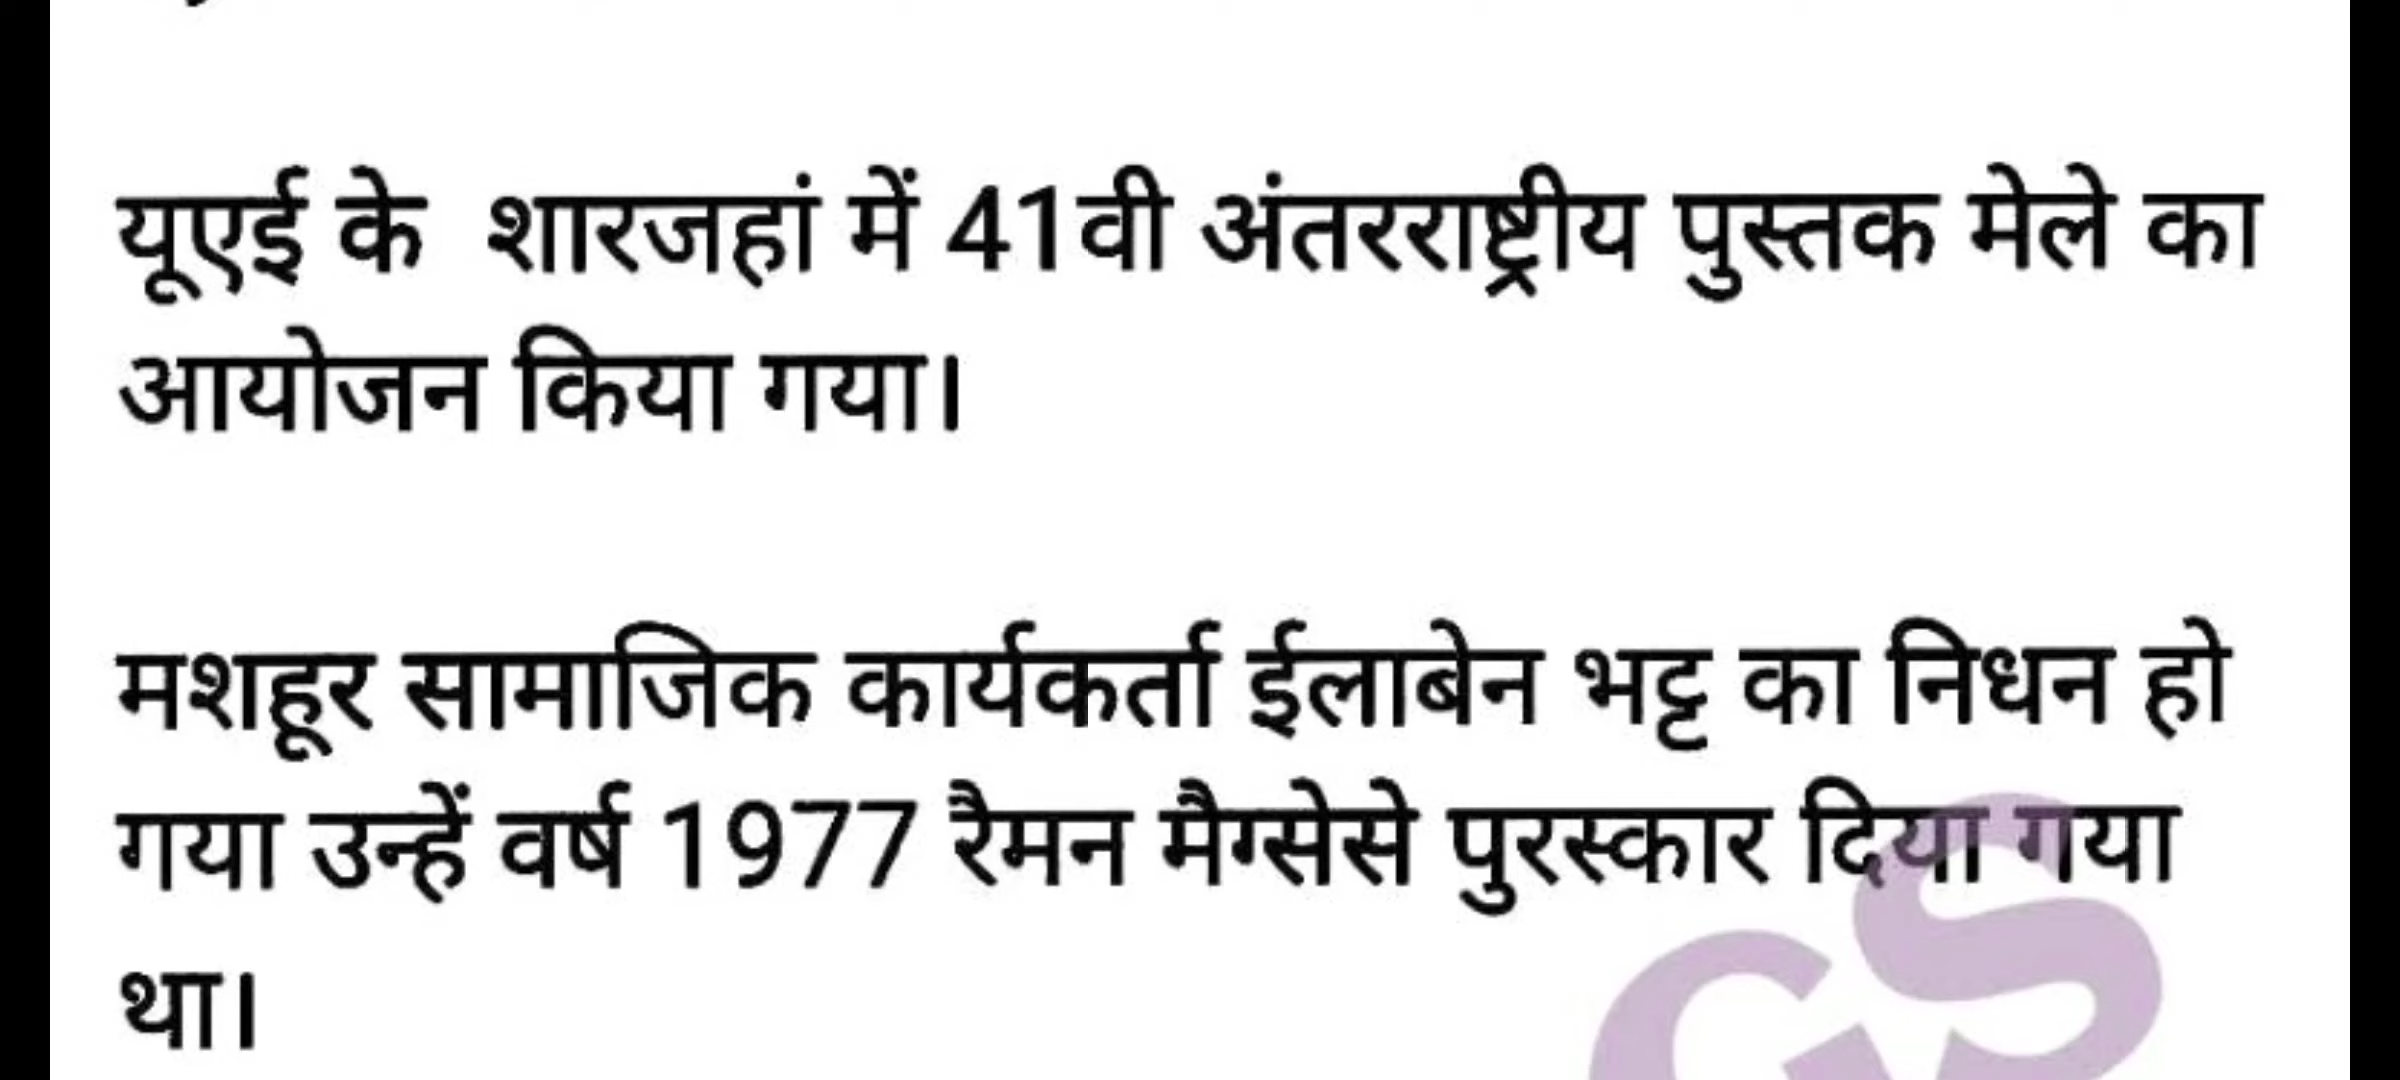 यूएई के शारजहां में 41वी अंतरराष्ट्रीय पुस्तक मेले का
आयोजन किया गया।
मशहूर सामाजिक कार्यकर्ता ईलाबेन भट्ट का निधन हो
गया उन्हें वर्ष 1977 रैमन मैग्सेसे पुरस्कार दिया गया
था।
GS